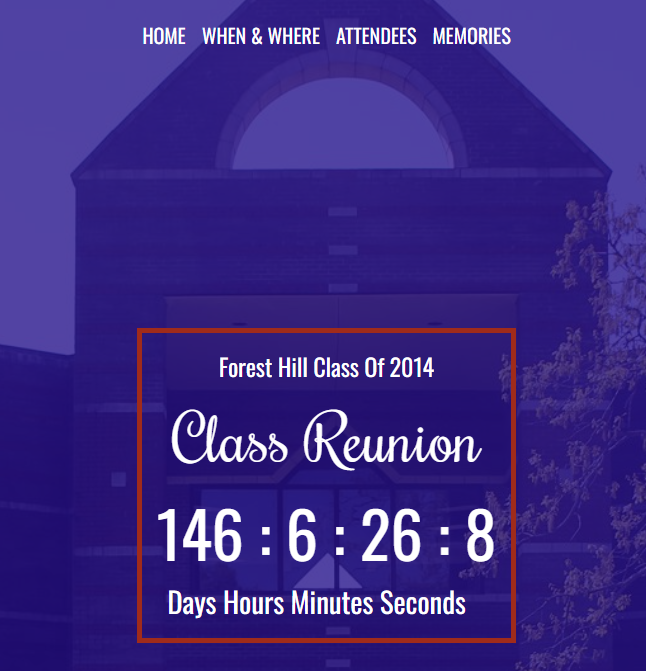 HOME WHEN & WHERE ATTENDEES MEMORIES
Forest Hill Class Of 2014
Class Reunion
146 : 6 : 26 : 8
Days Hours Minutes Seconds